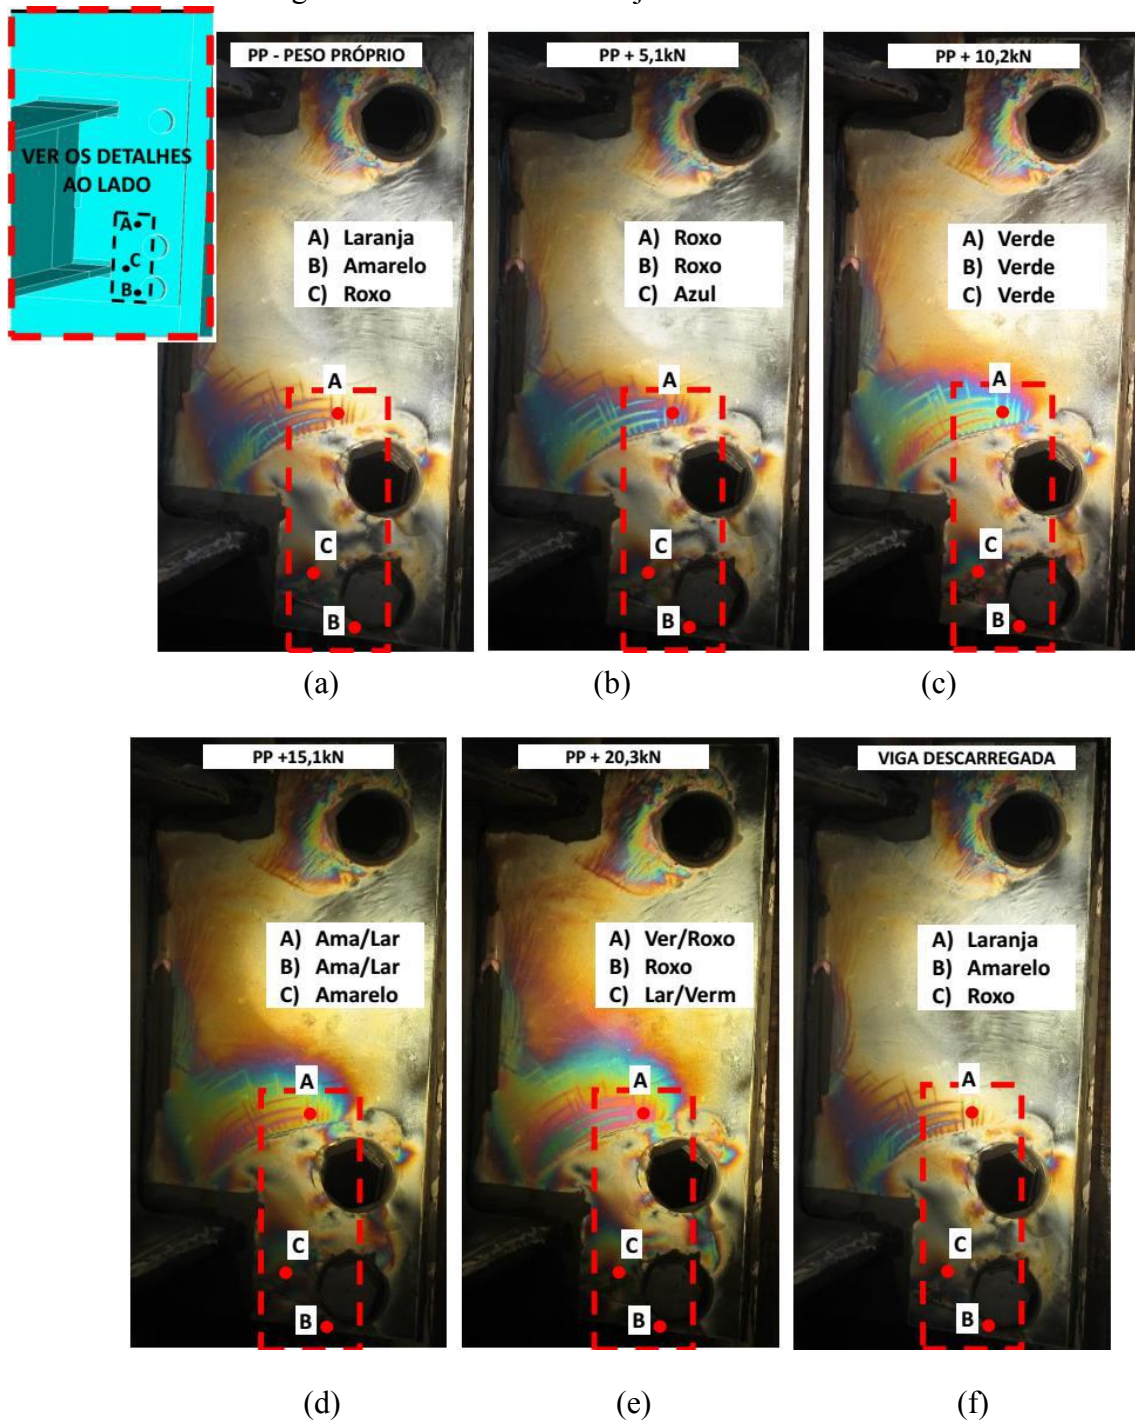 PP - PESO PRÓPRIO
PP + 5,1kN
PP + 10,2kN
VER OS DETALHES
AO LADO
A
C
B
A) Laranja
B) Amarelo
C) Roxo
A) Roxo
B) Roxo
C) Azul
A) Verde
B) Verde
C) Verde
A
A
A
C
C
C
B
B
B
(a)
(b)
(c)
PP +15,1kN
PP + 20,3kN
VIGA DESCARREGADA
A) Ama/Lar
B) Ama/Lar
C) Amarelo
A) Ver/Roxo
B) Roxo
C) Lar/Verm
A) Laranja
B) Amarelo
C) Roxo
A
A
A
C
C
C
B
B
B
(d)
(e)
(f)